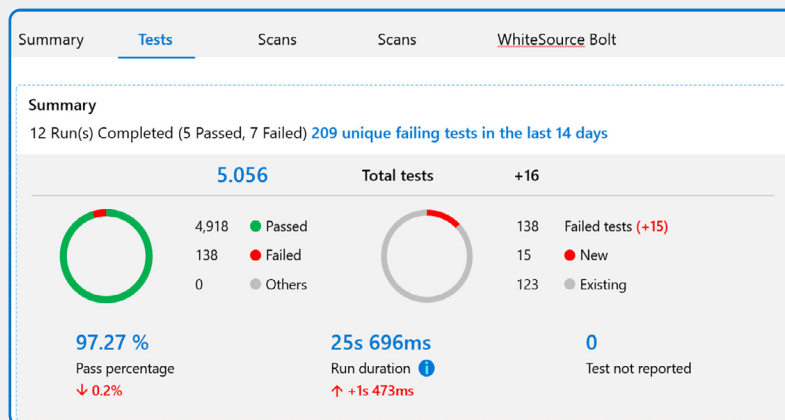 Summary Tests Scans Scans WhiteSource Bolt
Summary
12 Run(s) Completed (5 Passed, 7 Failed) 209 unique failing tests in the last 14 days
5.056 Total tests +16
4,918 Passed 138 Failed tests (+15)
138 Failed 15 New
0 Others 123 Existing
97.27 % 25s 696ms 0
Pass percentage Run duration i Test not reported
↓ 0.2% ↑ +1s 473ms